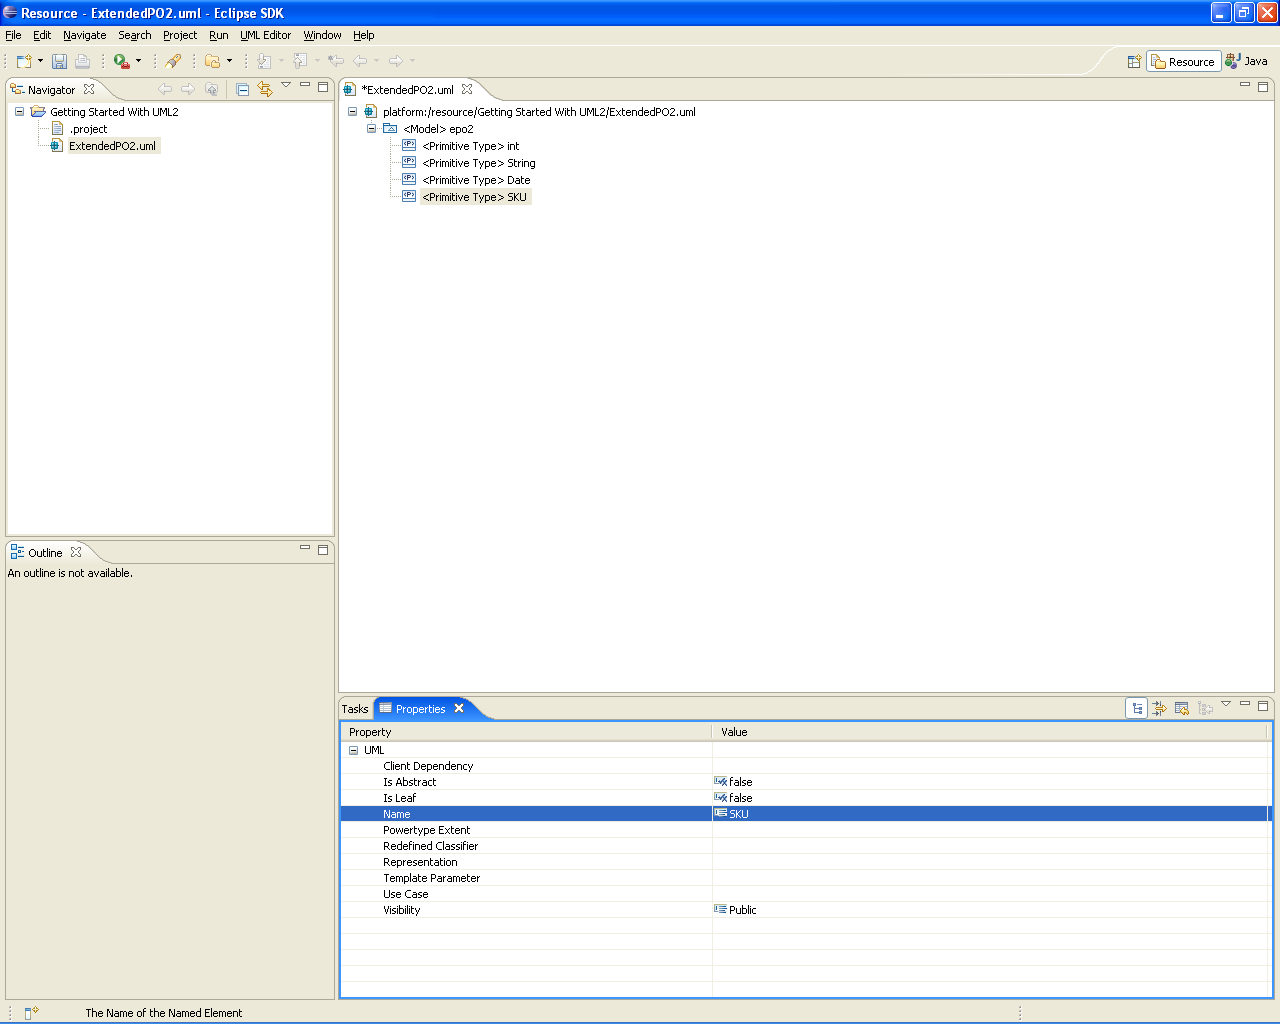 Resource - ExtendedPO2.uml - Eclipse SDK
File Edit Navigate Search Project Run UML Editor Window Help
Resource Java
Navigator
Getting Started With UML2
.project
ExtendedPO2.uml
*ExtendedPO2.uml
platform:/resource/Getting Started With UML2/ExtendedPO2.uml
<Model> epo2
<Primitive Type> int
<Primitive Type> String
<Primitive Type> Date
<Primitive Type> SKU
Outline
An outline is not available.
Tasks Properties
Property Value
UML
Client Dependency
Is Abstract false
Is Leaf false
Name SKU
Powertype Extent
Redefined Classifier
Representation
Template Parameter
Use Case
Visibility Public
The Name of the Named Element